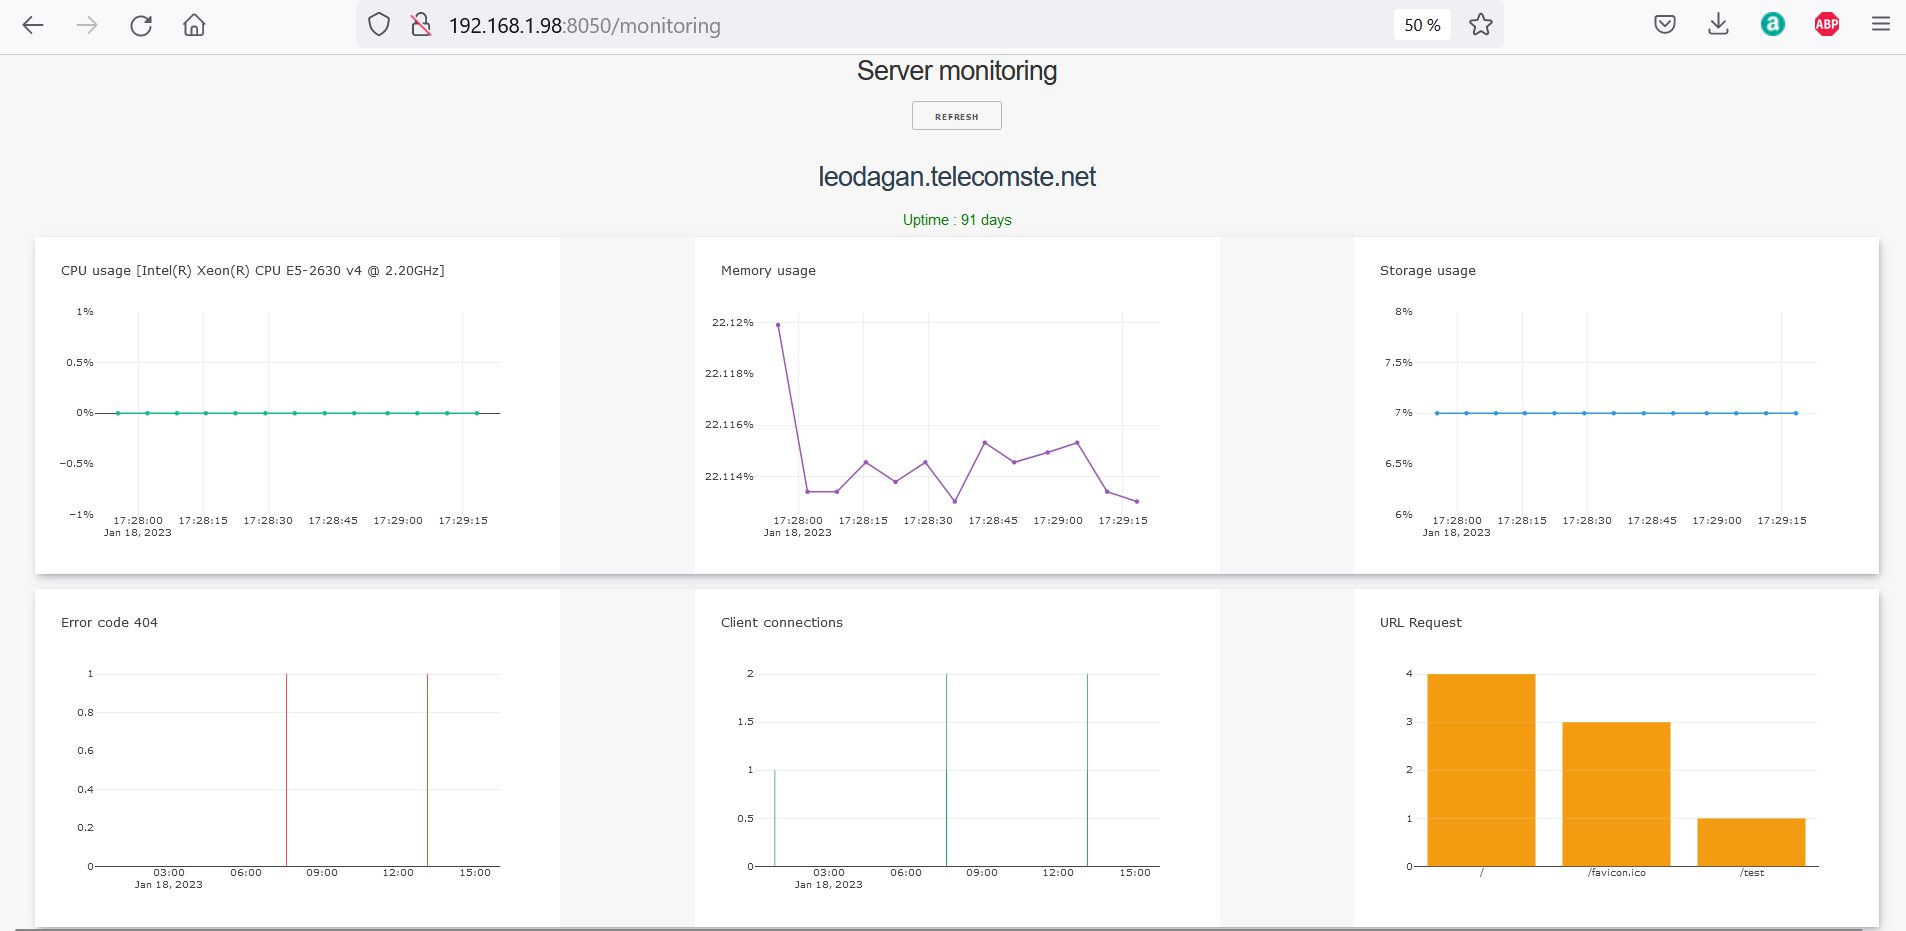 192.168.1.98:8050/monitoring
50 %
a
ABP
Server monitoring
REFRESH
leodagan.telecomste.net
Uptime : 91 days
CPU usage [Intel(R) Xeon(R) CPU E5-2630 v4 @ 2.20GHz]
1%
0.5%
0%
−0.5%
−1%
17:28:00 17:28:15 17:28:30 17:28:45 17:29:00 17:29:15
Jan 18, 2023
Memory usage
22.12%
22.118%
22.116%
22.114%
17:28:00 17:28:15 17:28:30 17:28:45 17:29:00 17:29:15
Jan 18, 2023
Storage usage
8%
7.5%
7%
6.5%
6%
17:28:00 17:28:15 17:28:30 17:28:45 17:29:00 17:29:15
Jan 18, 2023
Error code 404
1
0.8
0.6
0.4
0.2
0
03:00 06:00 09:00 12:00 15:00
Jan 18, 2023
Client connections
2
1.5
1
0.5
0
03:00 06:00 09:00 12:00 15:00
Jan 18, 2023
URL Request
4
3
2
1
0
/ /favicon.ico /test